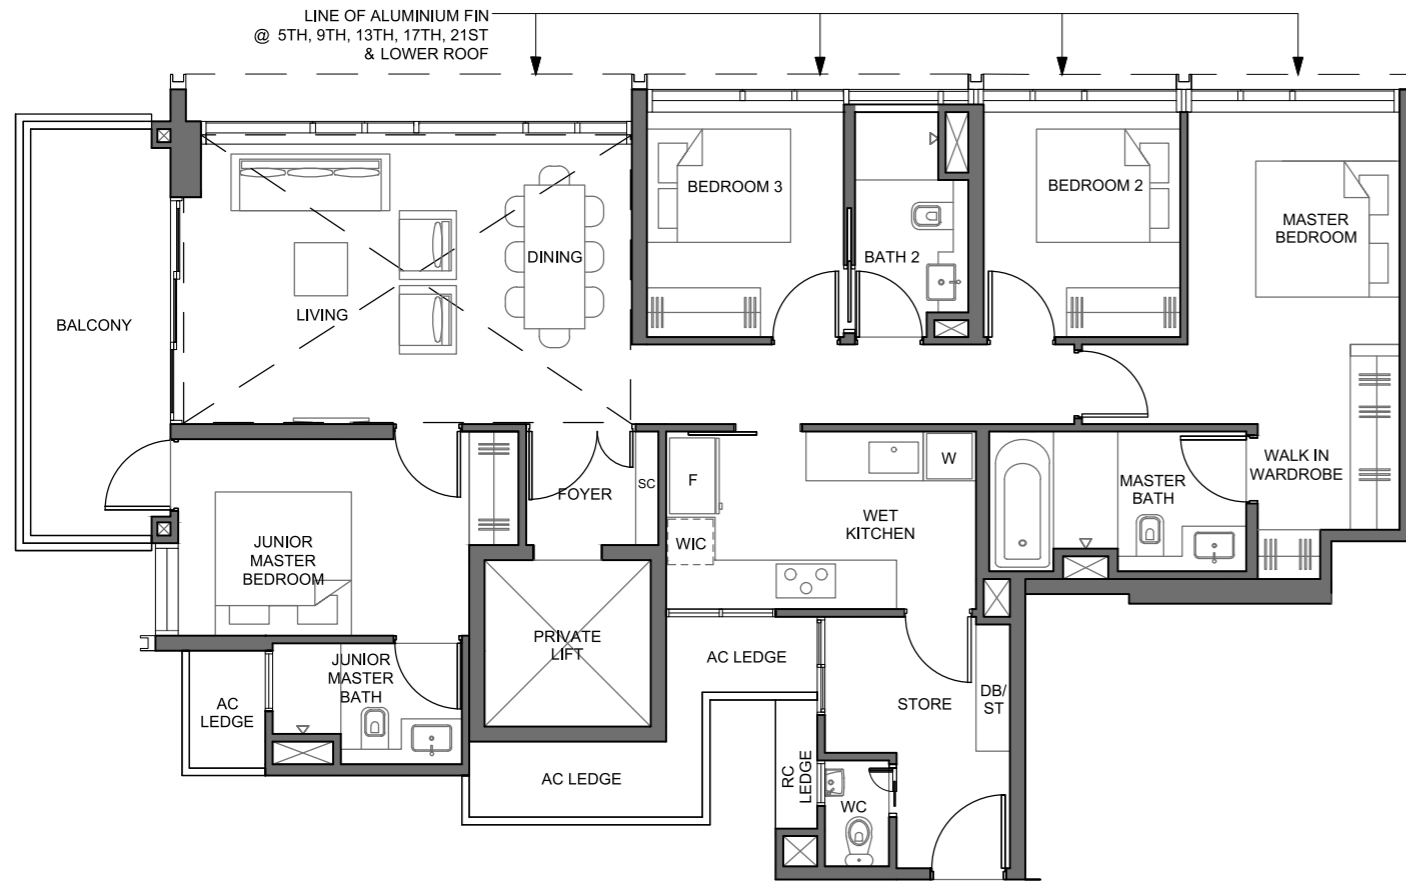 LINE OF ALUMINIUM FIN
@ 5TH, 9TH, 13TH, 17TH, 21ST
& LOWER ROOF
BEDROOM 3
BEDROOM 2
MASTER
BEDROOM
BATH 2
DINING
LIVING
BALCONY
WALK IN
WARDROBE
MASTER
BATH
W
F
SC
FOYER
WET
KITCHEN
WIC
JUNIOR
MASTER
BEDROOM
PRIVATE
LIFT
AC LEDGE
JUNIOR
MASTER
BATH
AC
LEDGE
STORE
DB/
ST
AC LEDGE
RC
LEDGE
WC